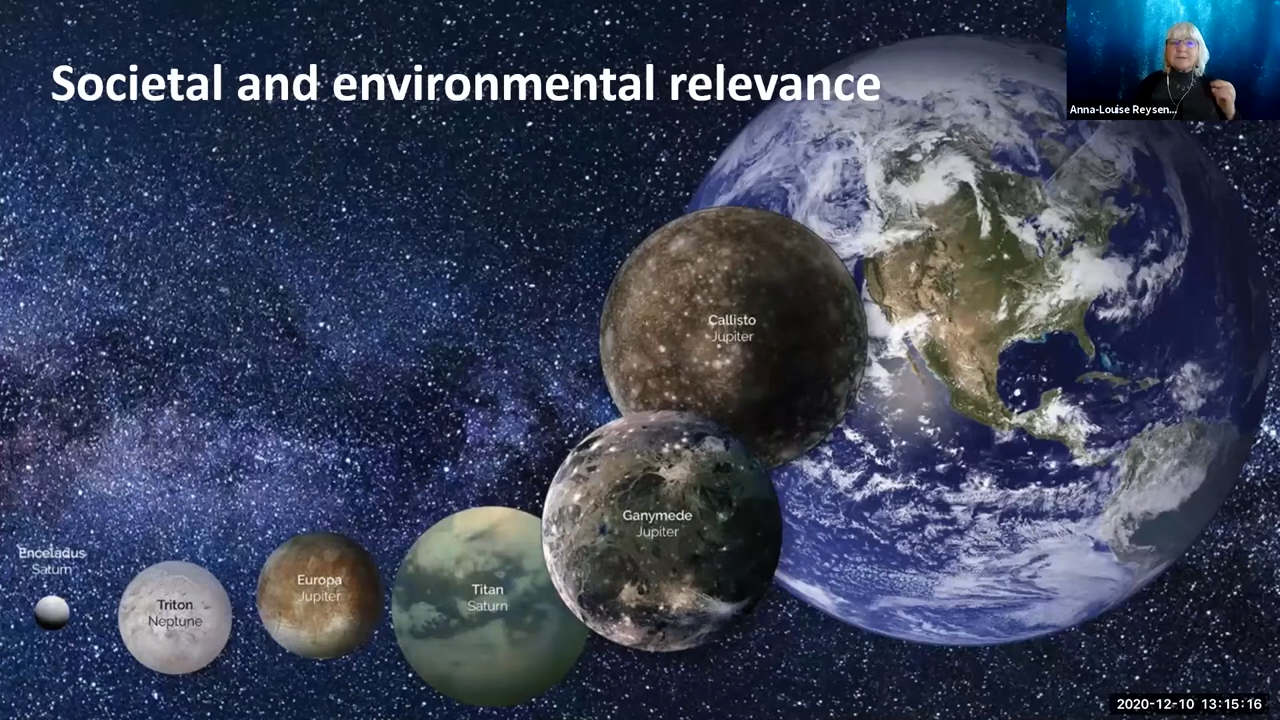 Societal and environmental relevance
Anna-Louise Reysen...
Callisto
Jupiter
Ganymede
Jupiter
Enceladus
Saturn
Triton
Neptune
Europa
Jupiter
Titan
Saturn
2020-12-10 13:15:16